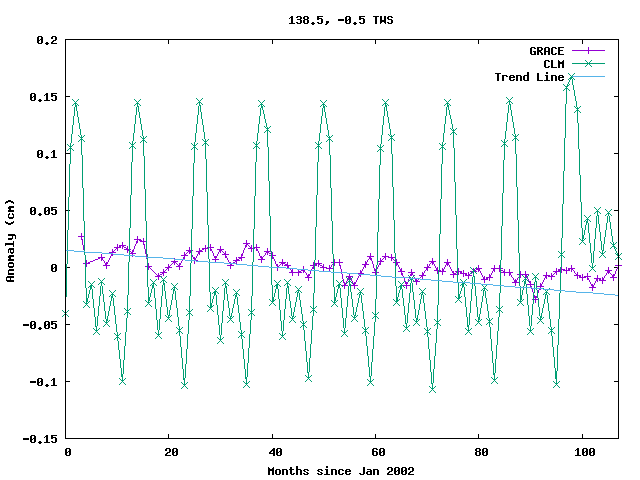 138.5, -0.5 TWS
GRACE
CLM
Trend Line
0.2
0.15
0.1
0.05
0
-0.05
-0.1
-0.15
Anomaly (cm)
0 20 40 60 80 100
Months since Jan 2002